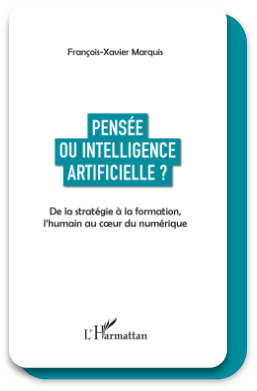 François-Xavier Marquis
PENSÉE
OU INTELLIGENCE
ARTIFICIELLE ?
De la stratégie à la formation,
l'humain au cœur du numérique
L'Harmattan